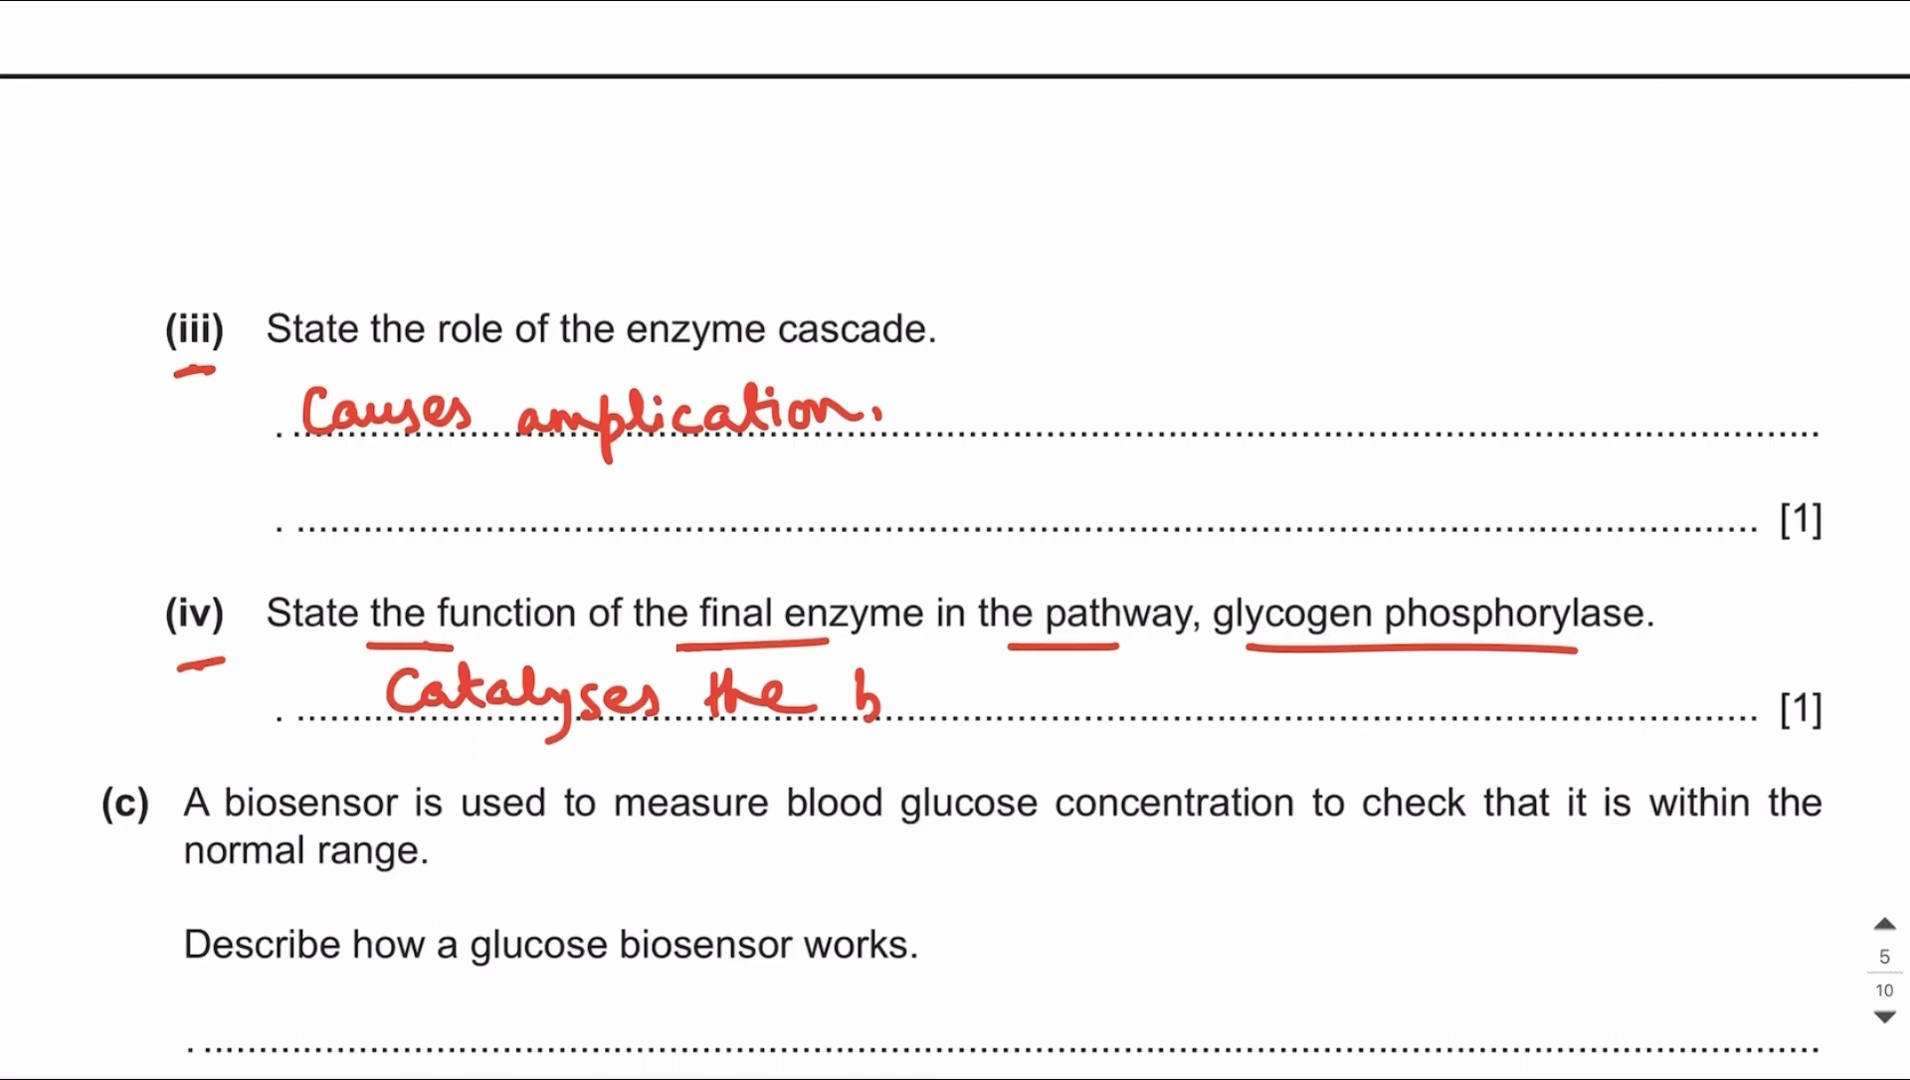 (iii) State the role of the enzyme cascade.
Causes amplication.
[1]
(iv) State the function of the final enzyme in the pathway, glycogen phosphorylase.
Catalyses the b
[1]
(c) A biosensor is used to measure blood glucose concentration to check that it is within the
normal range.
Describe how a glucose biosensor works.
5
10